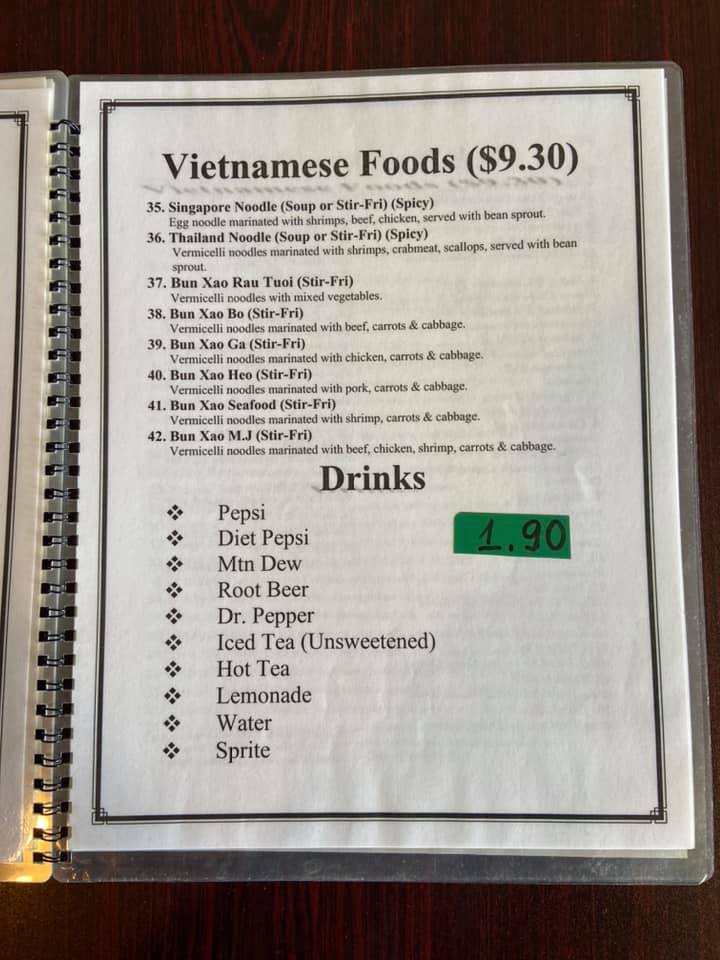 Vietnamese Foods ($9.30)
35. Singapore Noodle (Soup or Stir-Fri) (Spicy)
Egg noodle marinated with shrimps, beef, chicken, served with bean sprout.
36. Thailand Noodle (Soup or Stir-Fri) (Spicy)
Vermicelli noodles marinated with shrimps, crabmeat, scallops, served with bean
sprout.
37. Bun Xao Rau Tuoi (Stir-Fri)
Vermicelli noodles with mixed vegetables.
38. Bun Xao Bo (Stir-Fri)
Vermicelli noodles marinated with beef, carrots & cabbage.
39. Bun Xao Ga (Stir-Fri)
Vermicelli noodles marinated with chicken, carrots & cabbage.
40. Bun Xao Heo (Stir-Fri)
Vermicelli noodles marinated with pork, carrots & cabbage.
41. Bun Xao Seafood (Stir-Fri)
Vermicelli noodles marinated with shrimp, carrots & cabbage.
42. Bun Xao M.J (Stir-Fri)
Vermicelli noodles marinated with beef, chicken, shrimp, carrots & cabbage.
Drinks
❖ Pepsi
❖ Diet Pepsi 1.90
❖ Mtn Dew
❖ Root Beer
❖ Dr. Pepper
❖ Iced Tea (Unsweetened)
❖ Hot Tea
❖ Lemonade
❖ Water
❖ Sprite